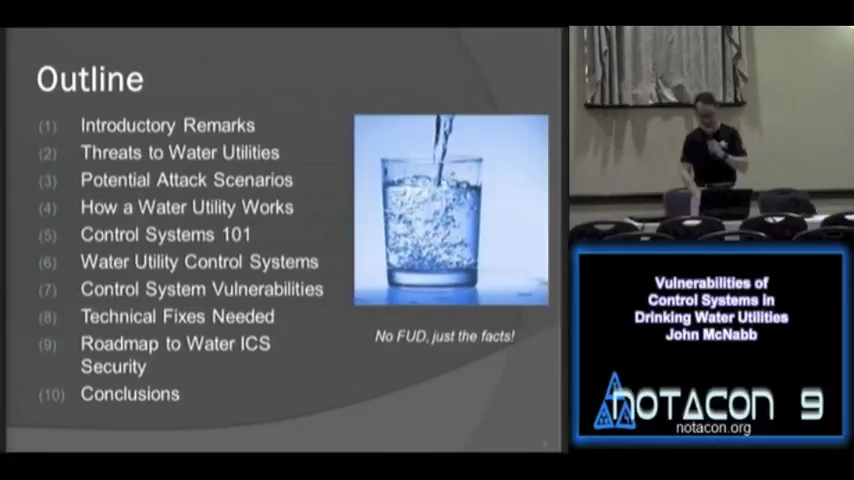 Outline
(1) Introductory Remarks
(2) Threats to Water Utilities
(3) Potential Attack Scenarios
(4) How a Water Utility Works
(5) Control Systems 101
(6) Water Utility Control Systems
(7) Control System Vulnerabilities
(8) Technical Fixes Needed
(9) Roadmap to Water ICS
Security
(10) Conclusions
No FUD, just the facts!
Vulnerabilities of
Control Systems in
Drinking Water Utilities
John McNabb
NOTACON 9
notacon.org